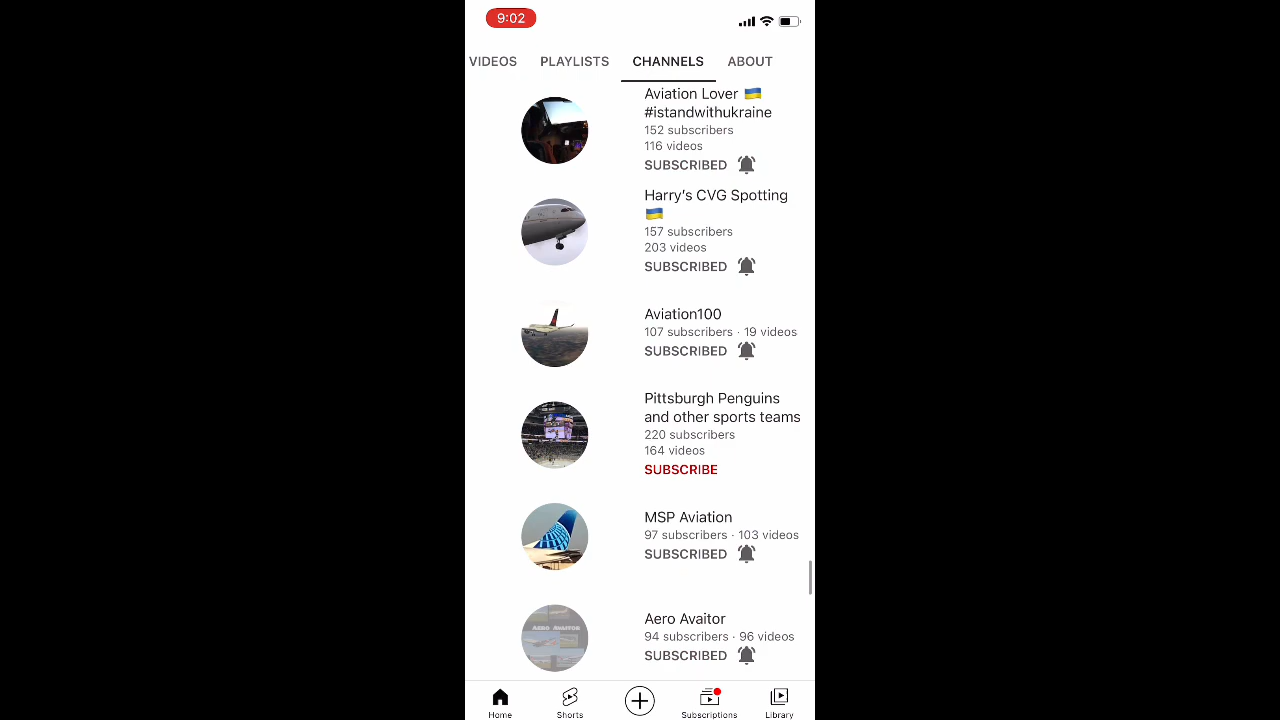 9:02
VIDEOS PLAYLISTS CHANNELS ABOUT
Aviation Lover 🇺🇦
#istandwithukraine
152 subscribers
116 videos
SUBSCRIBED
Harry's CVG Spotting
🇺🇦
157 subscribers
203 videos
SUBSCRIBED
Aviation100
107 subscribers · 19 videos
SUBSCRIBED
Pittsburgh Penguins
and other sports teams
220 subscribers
164 videos
SUBSCRIBE
MSP Aviation
97 subscribers · 103 videos
SUBSCRIBED
AERO AVAITOR
Aero Avaitor
94 subscribers · 96 videos
SUBSCRIBED
Home Shorts Subscriptions Library